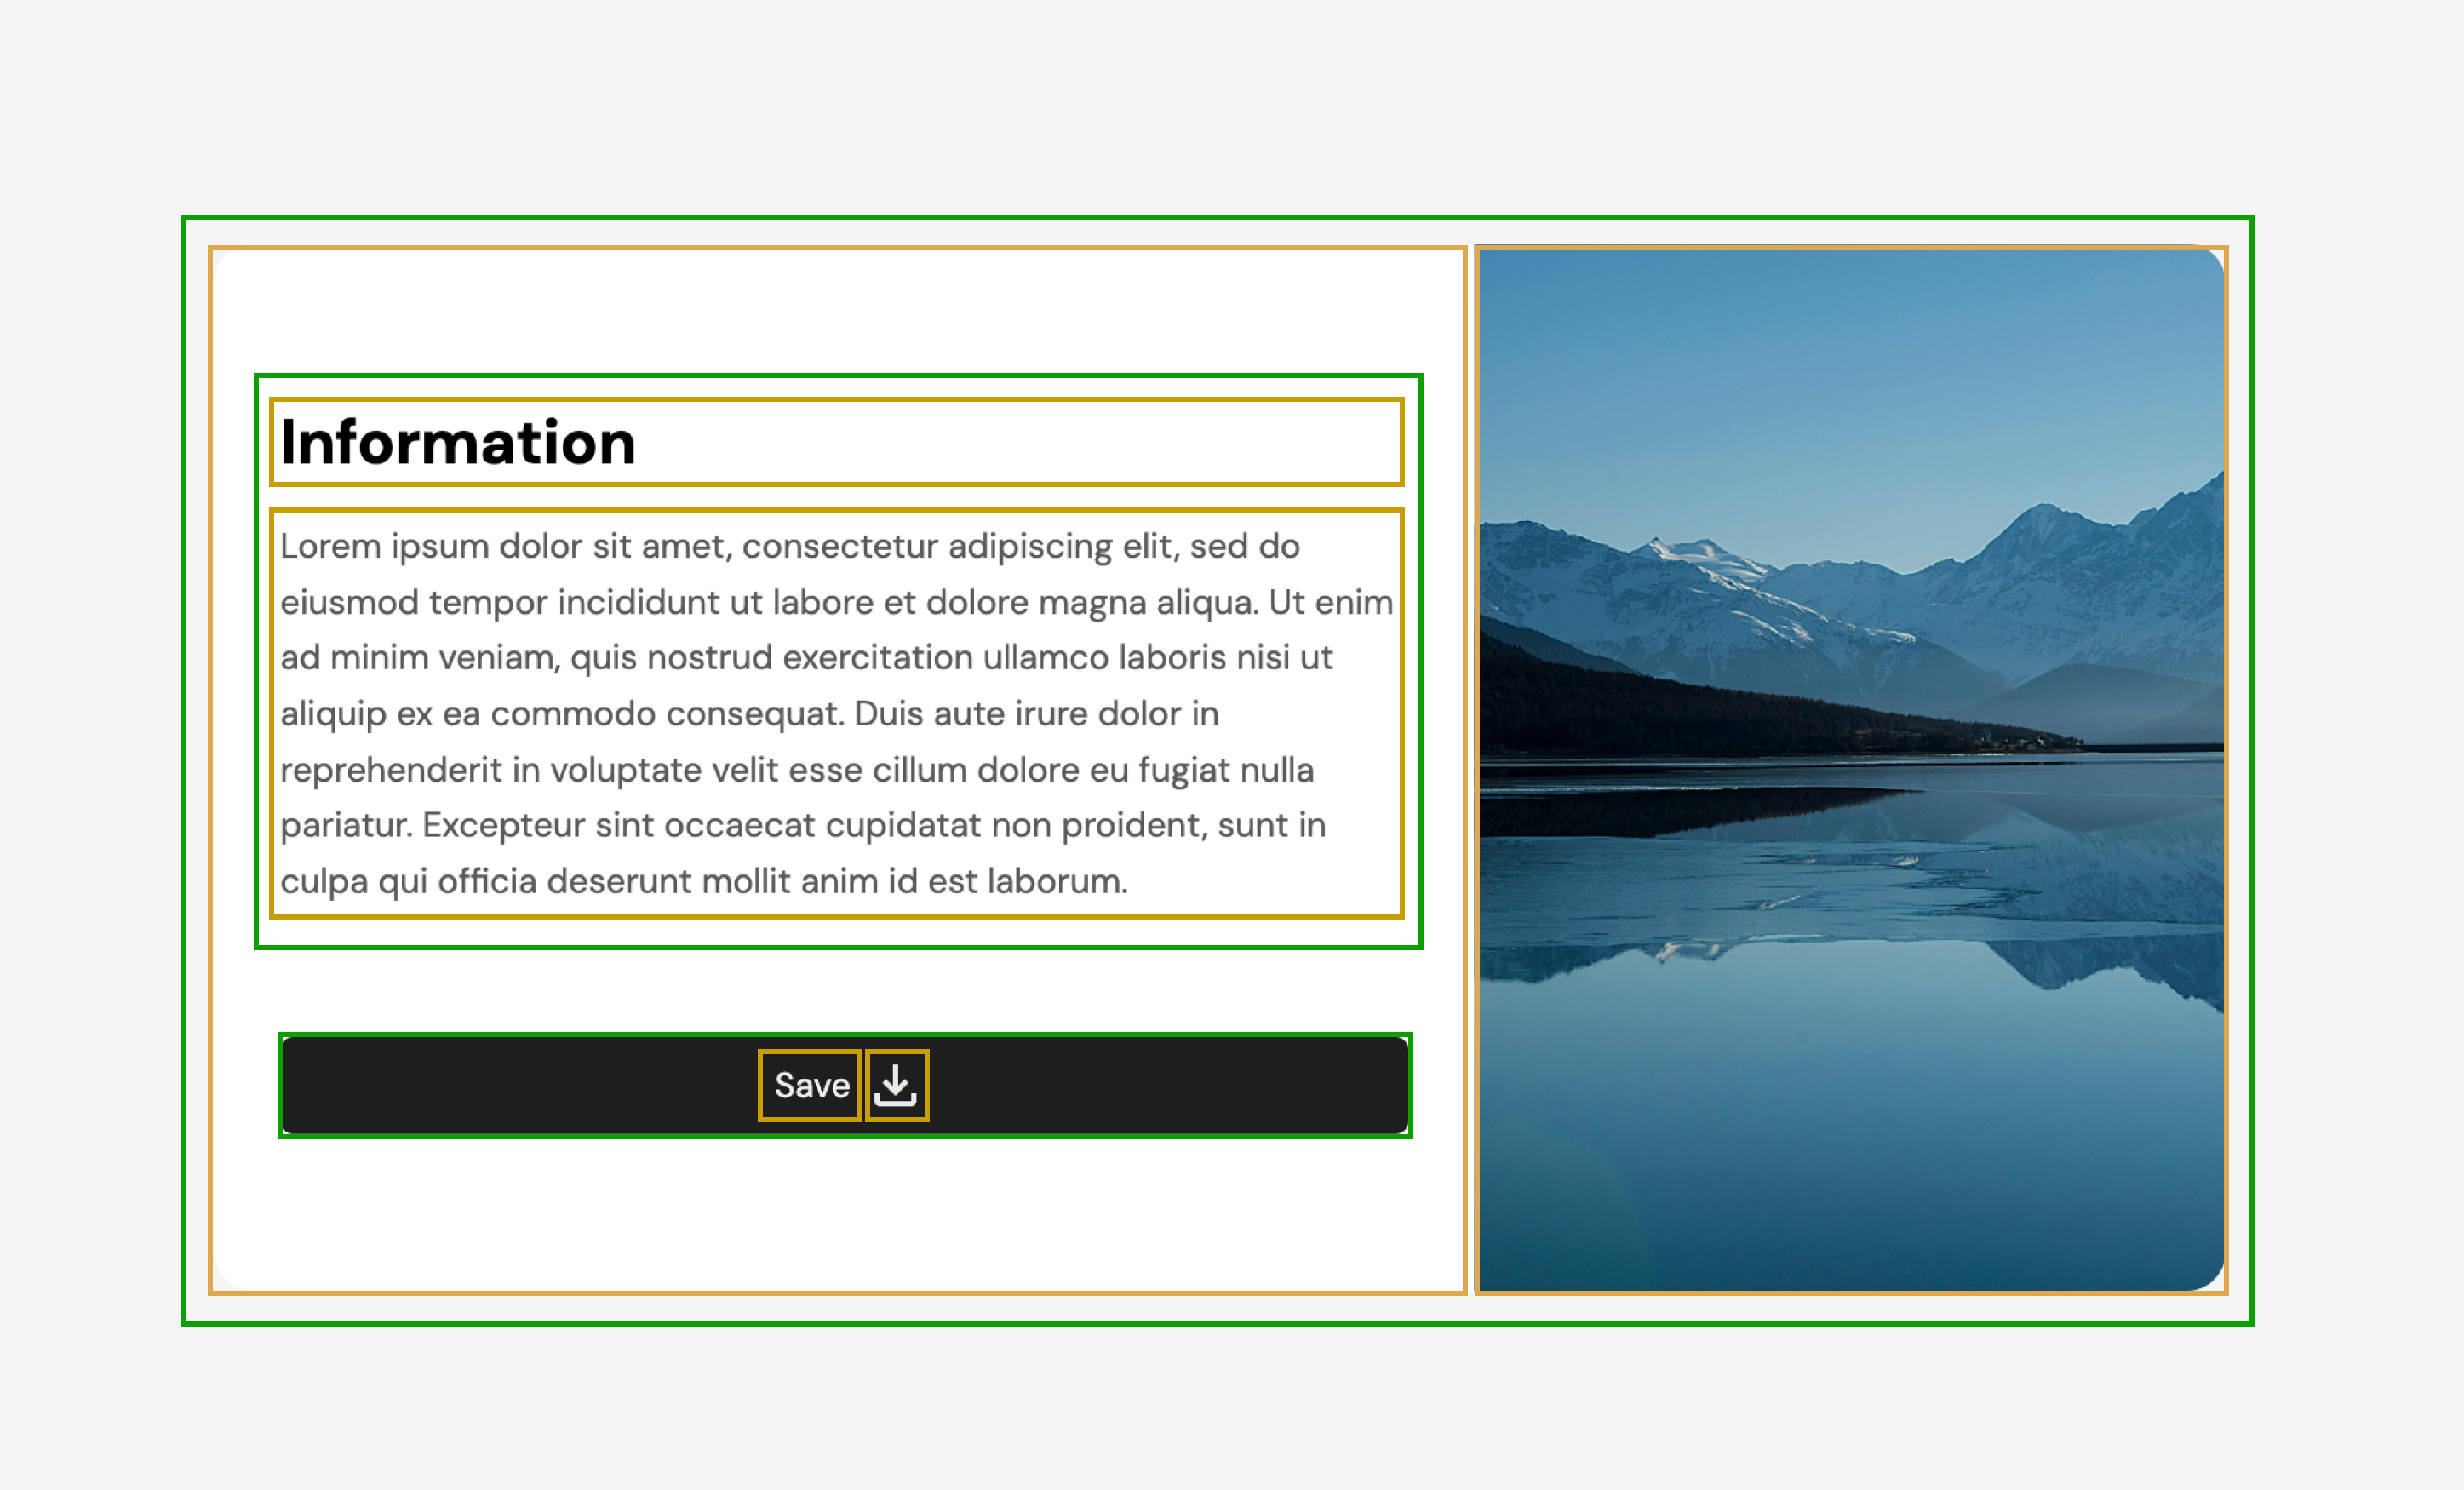 Information
Lorem ipsum dolor sit amet, consectetur adipiscing elit, sed do
eiusmod tempor incididunt ut labore et dolore magna aliqua. Ut enim
ad minim veniam, quis nostrud exercitation ullamco laboris nisi ut
aliquip ex ea commodo consequat. Duis aute irure dolor in
reprehenderit in voluptate velit esse cillum dolore eu fugiat nulla
pariatur. Excepteur sint occaecat cupidatat non proident, sunt in
culpa qui officia deserunt mollit anim id est laborum.
Save